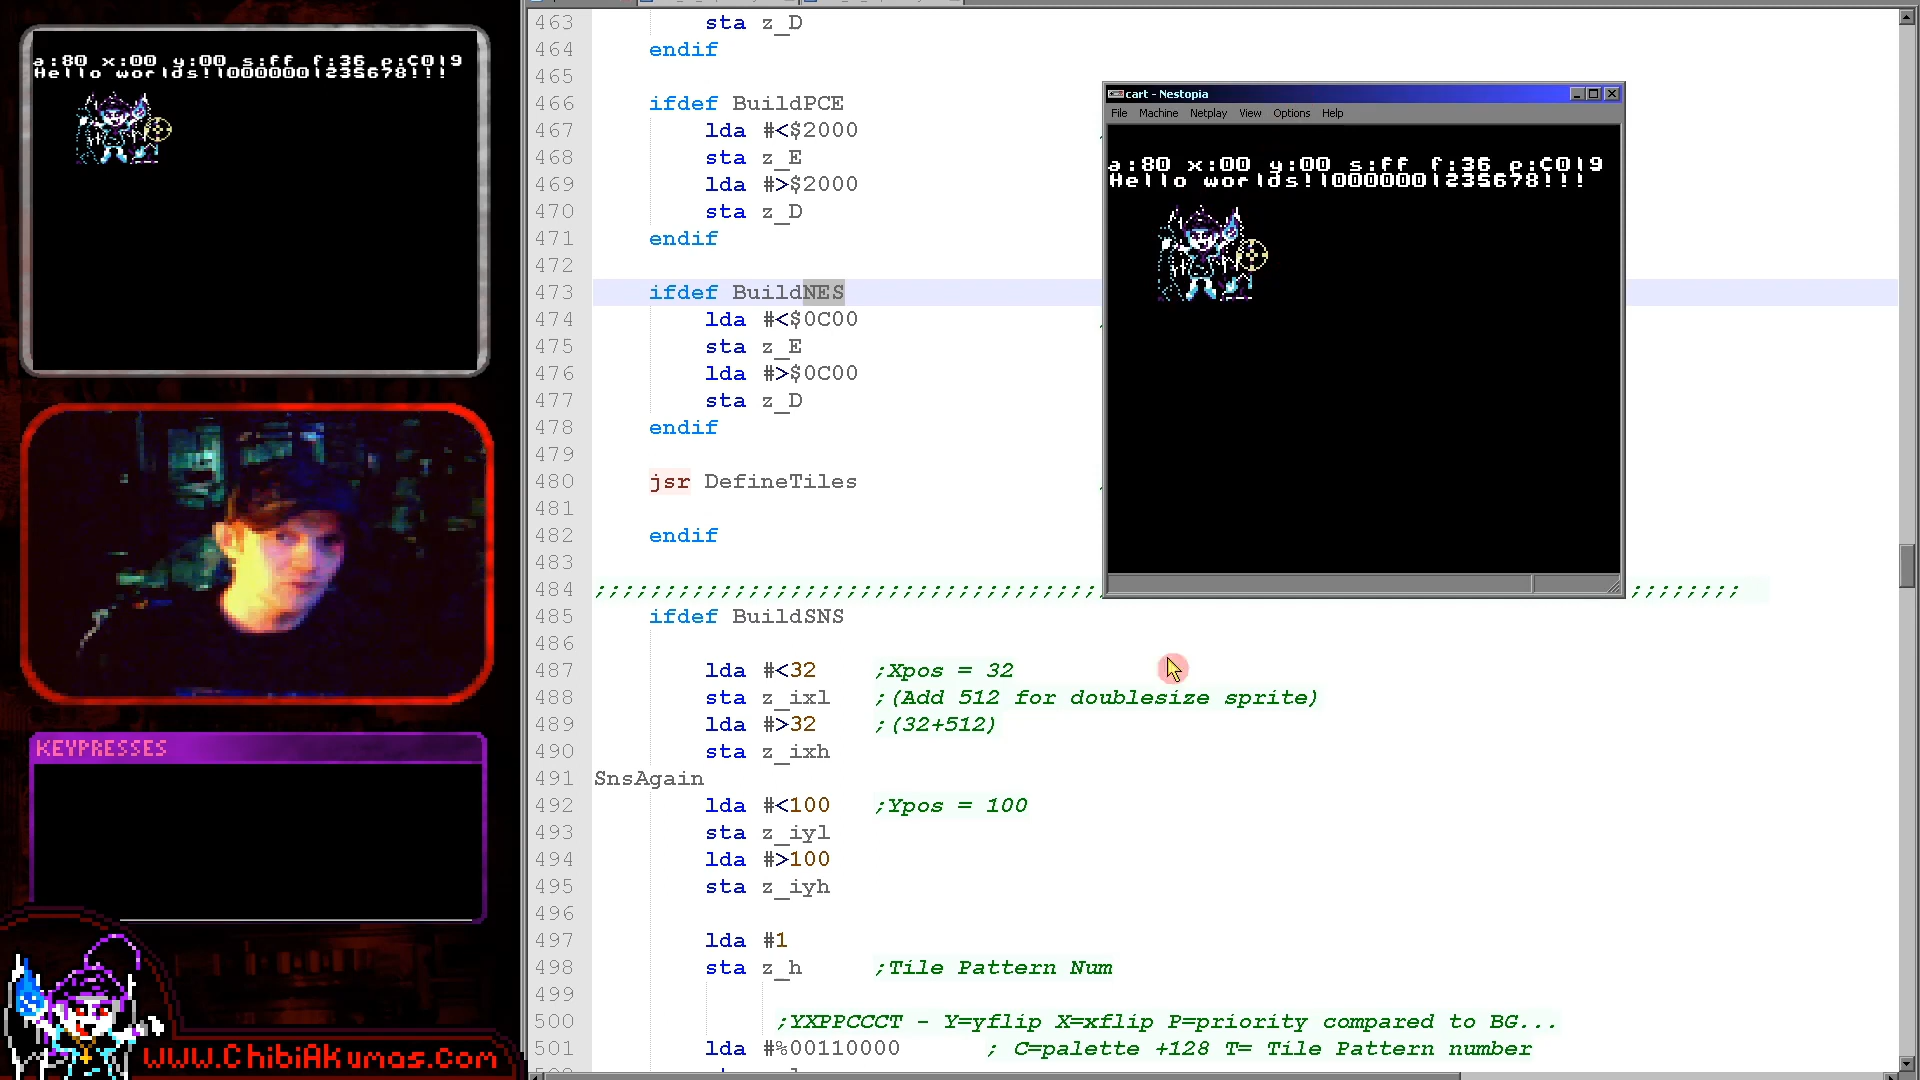 a:80 x:00 y:00 s:ff f:36 p:C019
Hello worlds!10000001235678!!!
KEYPRESSES
www.ChibiAkumas.com
463 sta z_D
464 endif
465
466 ifdef BuildPCE
467 lda #<$2000
468 sta z_E
469 lda #>$2000
470 sta z_D
471 endif
472
473 ifdef BuildNES
474 lda #<$0C00
475 sta z_E
476 lda #>$0C00
477 sta z_D
478 endif
479
480 jsr DefineTiles
481
482 endif
483
484 ;;;;;;;;;;;;;;;;;;;;;;;;;;;;;;;;;;;; ;;;;;;;;
485 ifdef BuildSNS
486
487 lda #<32 ;Xpos = 32
488 sta z_ixl ;(Add 512 for doublesize sprite)
489 lda #>32 ;(32+512)
490 sta z_ixh
491 SnsAgain
492 lda #<100 ;Ypos = 100
493 sta z_iyl
494 lda #>100
495 sta z_iyh
496
497 lda #1
498 sta z_h ;Tile Pattern Num
499
500 ;YXPPCCCT - Y=yflip X=xflip P=priority compared to BG...
501 lda #%00110000 ; C=palette +128 T= Tile Pattern number
cart - Nestopia
File Machine Netplay View Options Help
a:80 x:00 y:00 s:ff f:36 p:C019
Hello worlds!10000001235678!!!